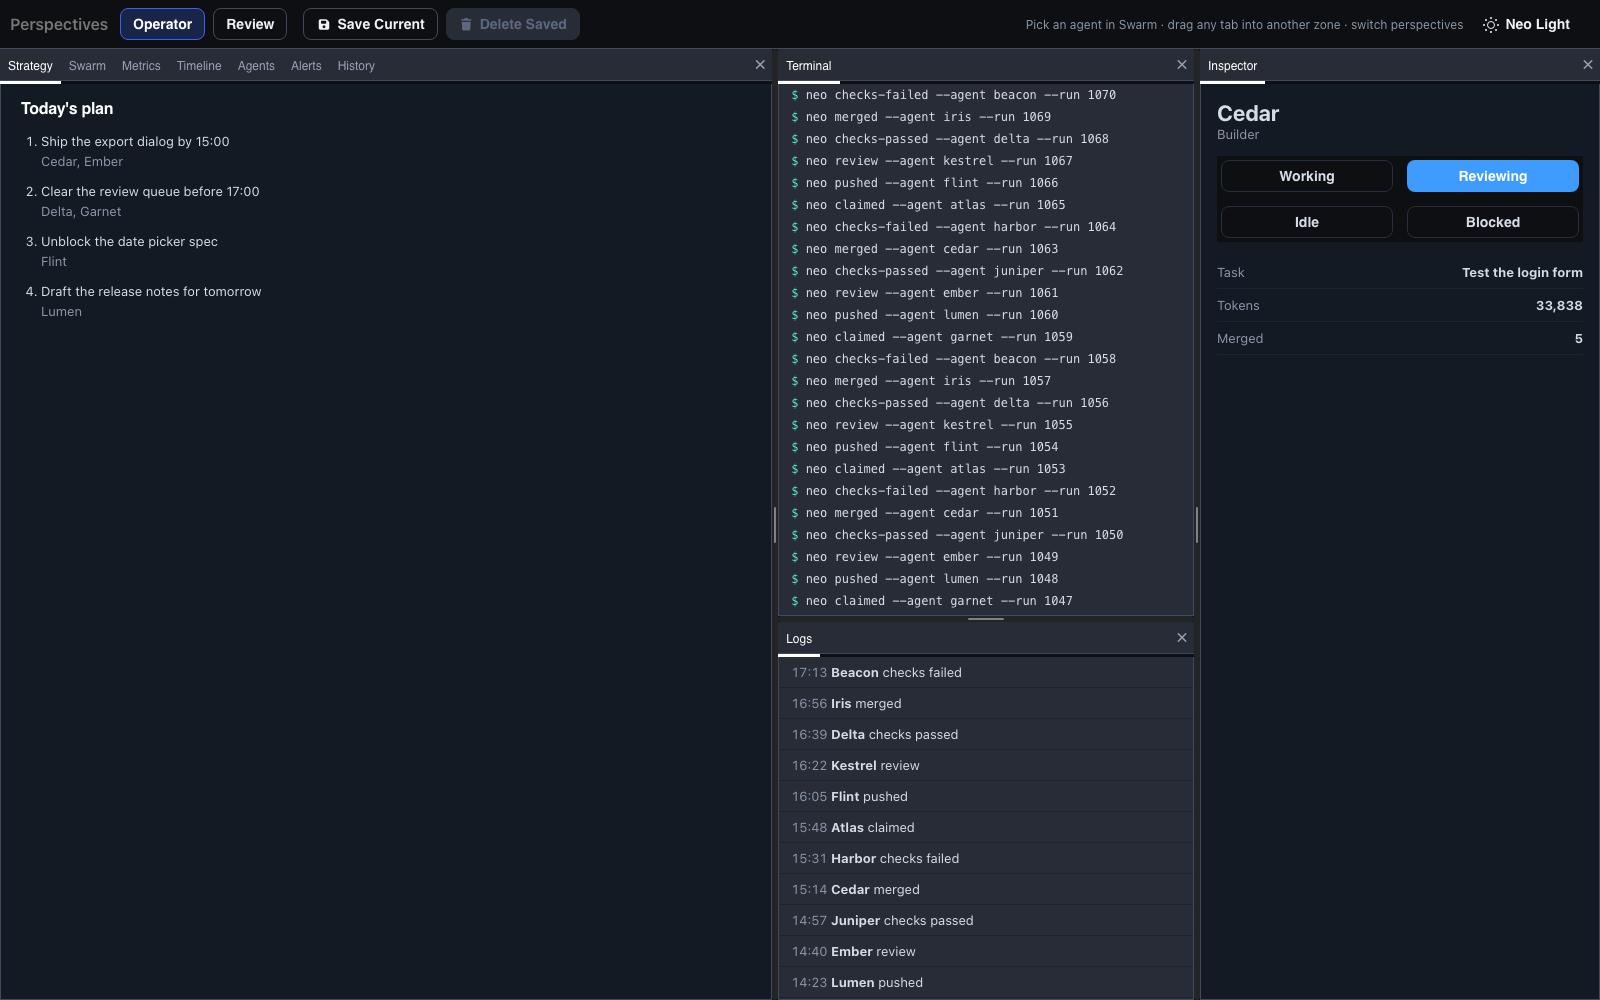 Perspectives Operator Review Save Current Delete Saved Pick an agent in Swarm · drag any tab into another zone · switch perspectives Neo Light
Strategy Swarm Metrics Timeline Agents Alerts History
Today's plan
1. Ship the export dialog by 15:00
Cedar, Ember
2. Clear the review queue before 17:00
Delta, Garnet
3. Unblock the date picker spec
Flint
4. Draft the release notes for tomorrow
Lumen
Terminal
$ neo checks-failed --agent beacon --run 1070
$ neo merged --agent iris --run 1069
$ neo checks-passed --agent delta --run 1068
$ neo review --agent kestrel --run 1067
$ neo pushed --agent flint --run 1066
$ neo claimed --agent atlas --run 1065
$ neo checks-failed --agent harbor --run 1064
$ neo merged --agent cedar --run 1063
$ neo checks-passed --agent juniper --run 1062
$ neo review --agent ember --run 1061
$ neo pushed --agent lumen --run 1060
$ neo claimed --agent garnet --run 1059
$ neo checks-failed --agent beacon --run 1058
$ neo merged --agent iris --run 1057
$ neo checks-passed --agent delta --run 1056
$ neo review --agent kestrel --run 1055
$ neo pushed --agent flint --run 1054
$ neo claimed --agent atlas --run 1053
$ neo checks-failed --agent harbor --run 1052
$ neo merged --agent cedar --run 1051
$ neo checks-passed --agent juniper --run 1050
$ neo review --agent ember --run 1049
$ neo pushed --agent lumen --run 1048
$ neo claimed --agent garnet --run 1047
Logs
17:13 Beacon checks failed
16:56 Iris merged
16:39 Delta checks passed
16:22 Kestrel review
16:05 Flint pushed
15:48 Atlas claimed
15:31 Harbor checks failed
15:14 Cedar merged
14:57 Juniper checks passed
14:40 Ember review
14:23 Lumen pushed
Inspector
Cedar
Builder
Working Reviewing
Idle Blocked
Task Test the login form
Tokens 33,838
Merged 5